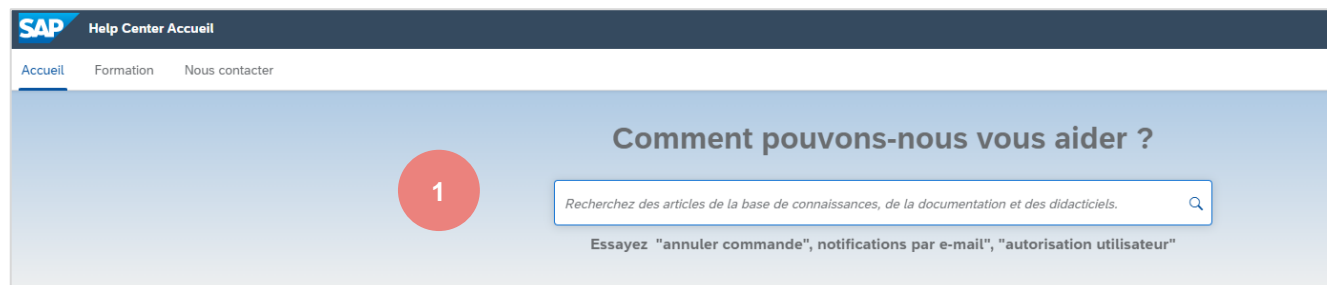 SAP Help Center Accueil
Accueil Formation Nous contacter
Comment pouvons-nous vous aider ?
1
Recherchez des articles de la base de connaissances, de la documentation et des didacticiels.
Essayez "annuler commande", notifications par e-mail", "autorisation utilisateur"